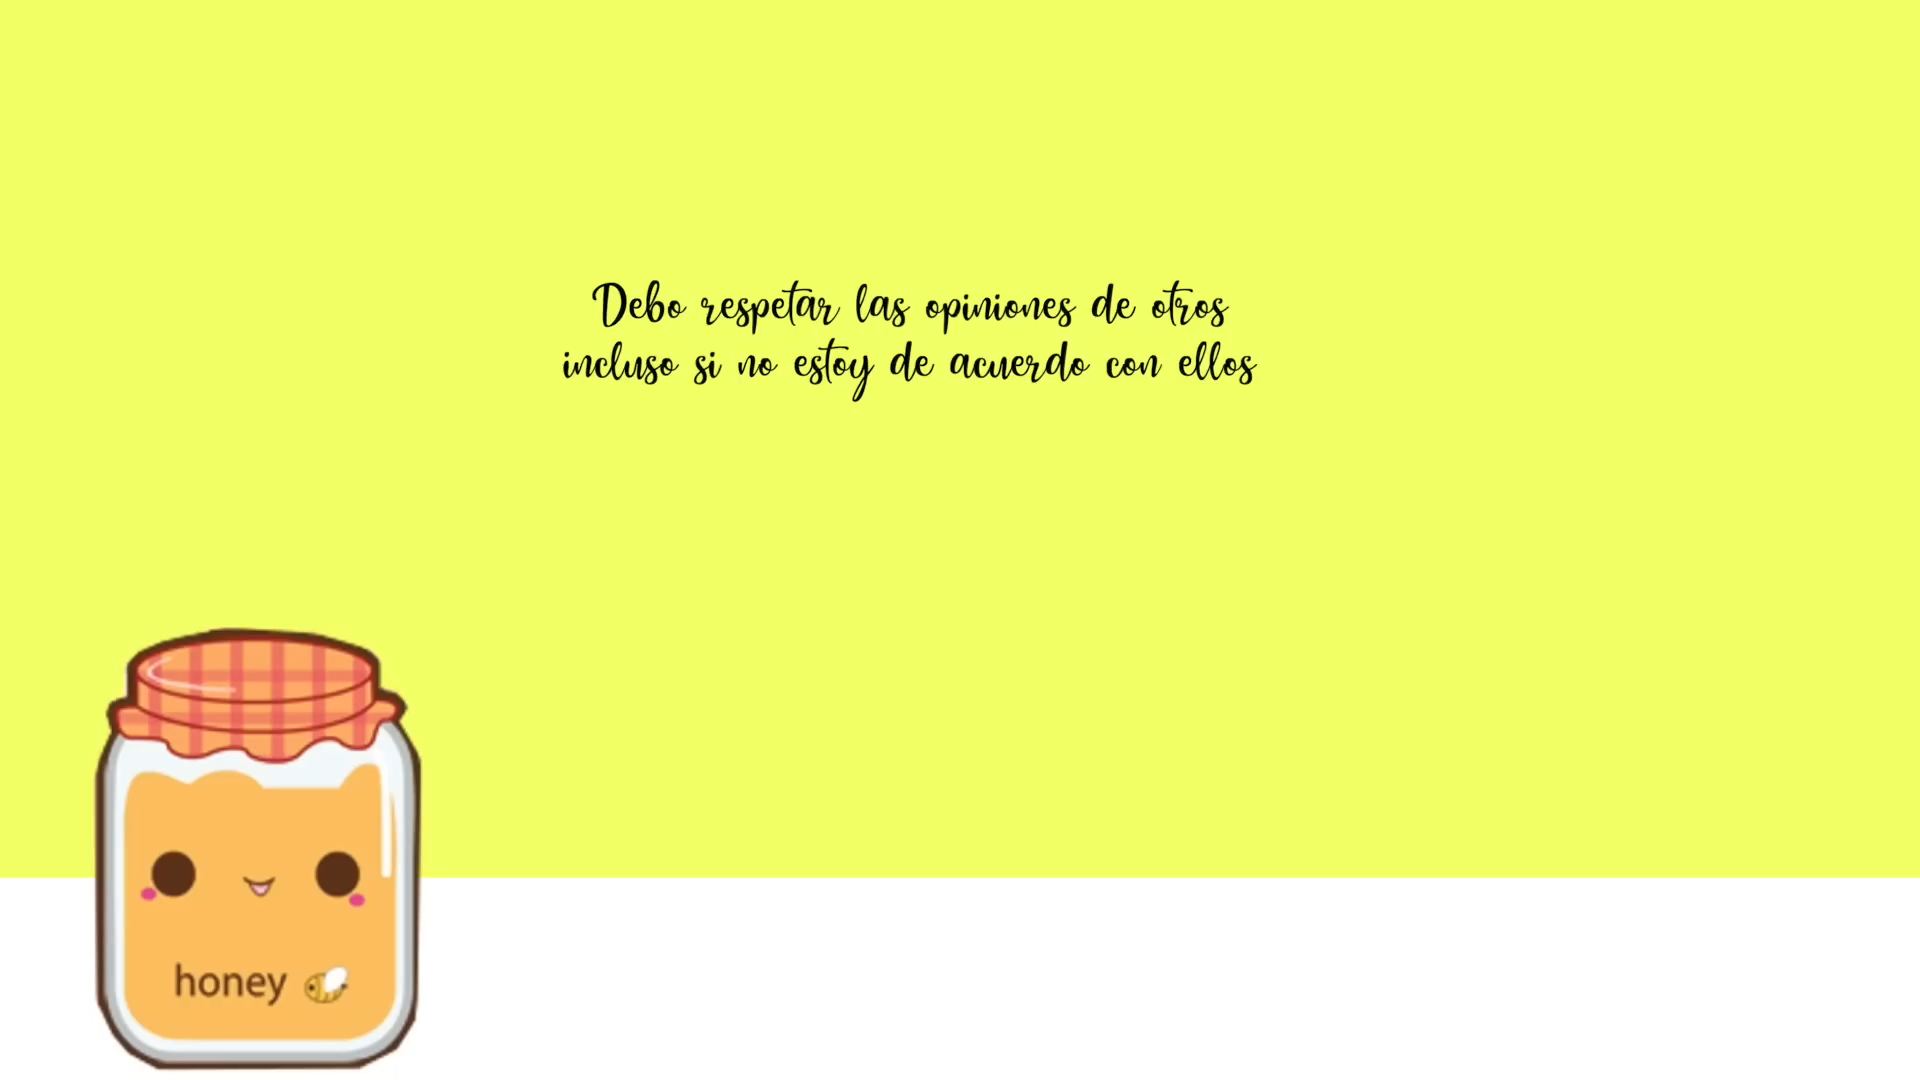 Debo respetar las opiniones de otros
incluso si no estoy de acuerdo con ellos
honey